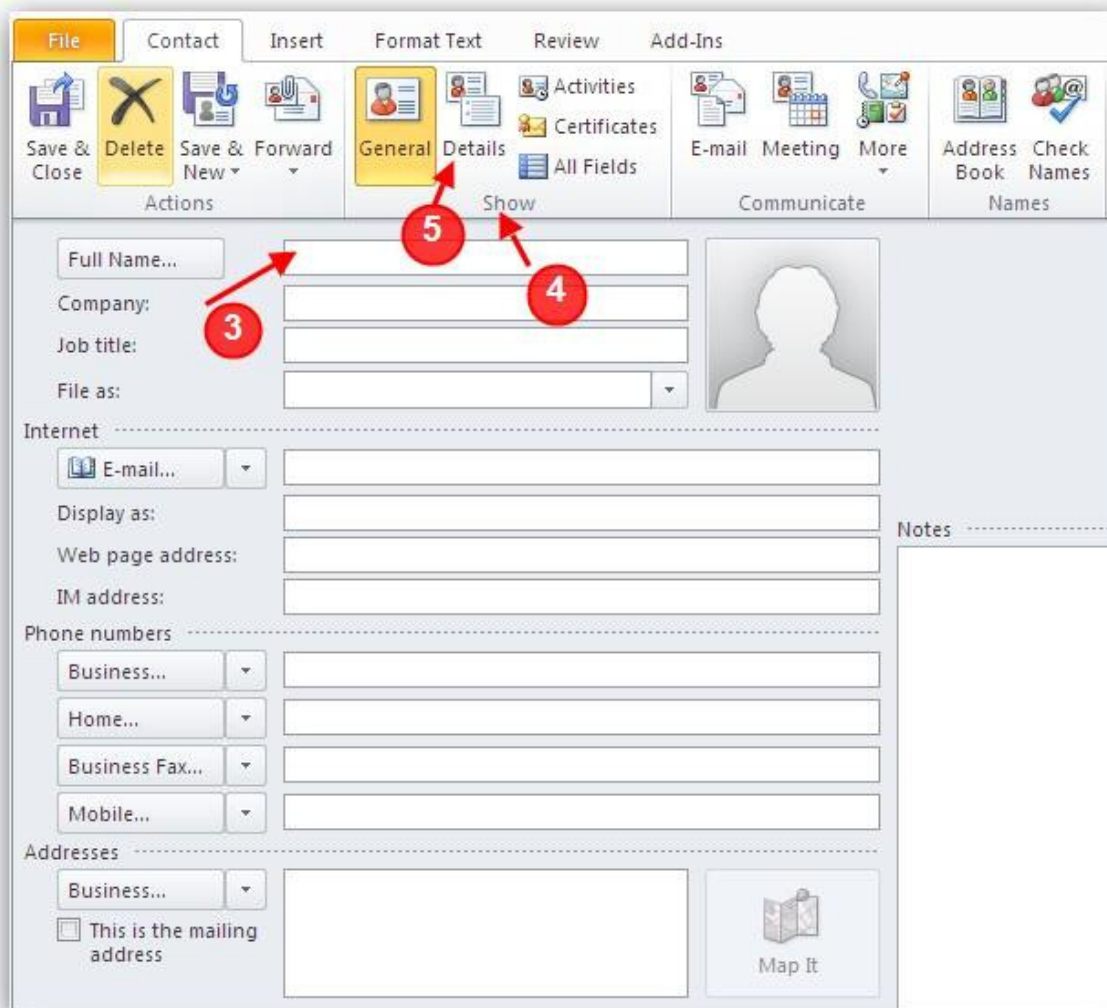 File Contact Insert Format Text Review Add-Ins
Save & Close
Delete
Save & New
Forward
Actions
General
Details
Activities
Certificates
All Fields
Show
E-mail
Meeting
More
Communicate
Address Book
Check Names
Names
5
4
3
Full Name...
Company:
Job title:
File as:
Internet
E-mail...
Display as:
Web page address:
IM address:
Phone numbers
Business...
Home...
Business Fax...
Mobile...
Addresses
Business...
This is the mailing
address
Map It
Notes